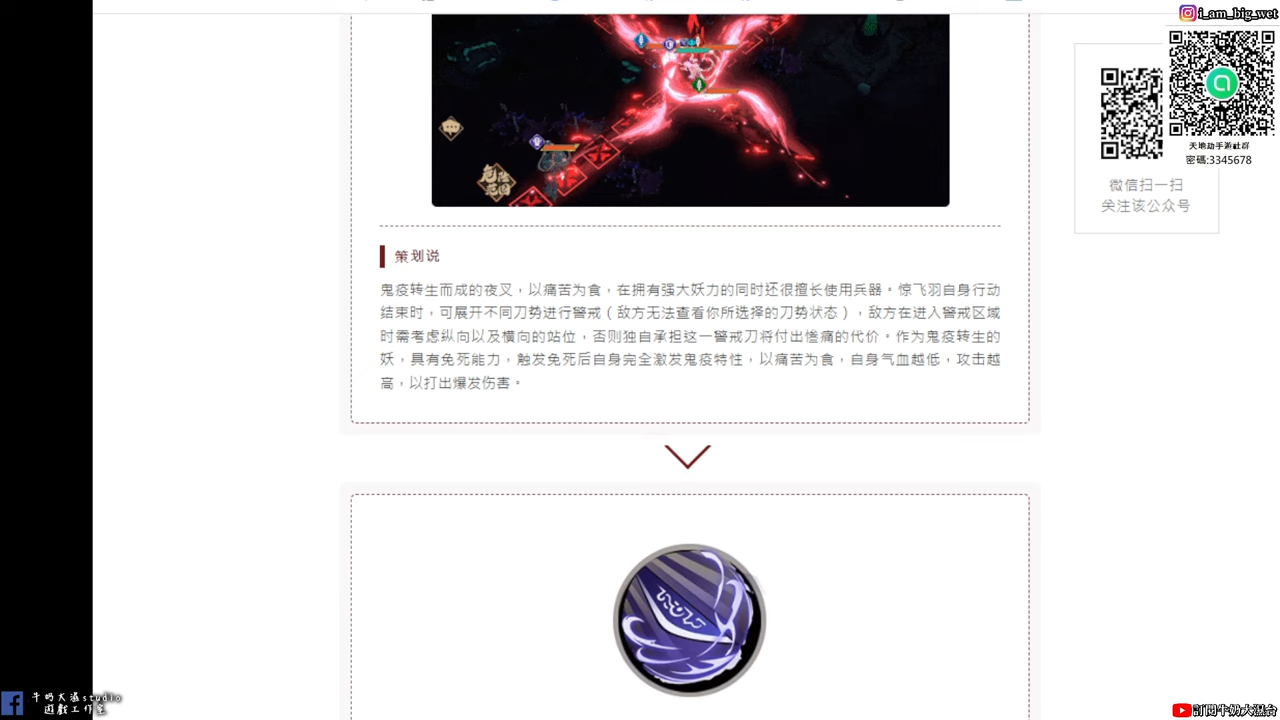 i_am_big_wet
天地劫手遊社群
密碼:3345678
微信扫一扫
关注该公众号
策划说
鬼疫转生而成的夜叉，以痛苦为食，在拥有强大妖力的同时还很擅长使用兵器。惊飞羽自身行动
结束时，可展开不同刀势进行警戒（敌方无法查看你所选择的刀势状态），敌方在进入警戒区域
时需考虑纵向以及横向的站位，否则独自承担这一警戒刀将付出惨痛的代价。作为鬼疫转生的
妖，具有免死能力，触发免死后自身完全激发鬼疫特性，以痛苦为食，自身气血越低，攻击越
高，以打出爆发伤害。
牛奶大濕studio
遊戲工作室
訂閱牛奶大濕台